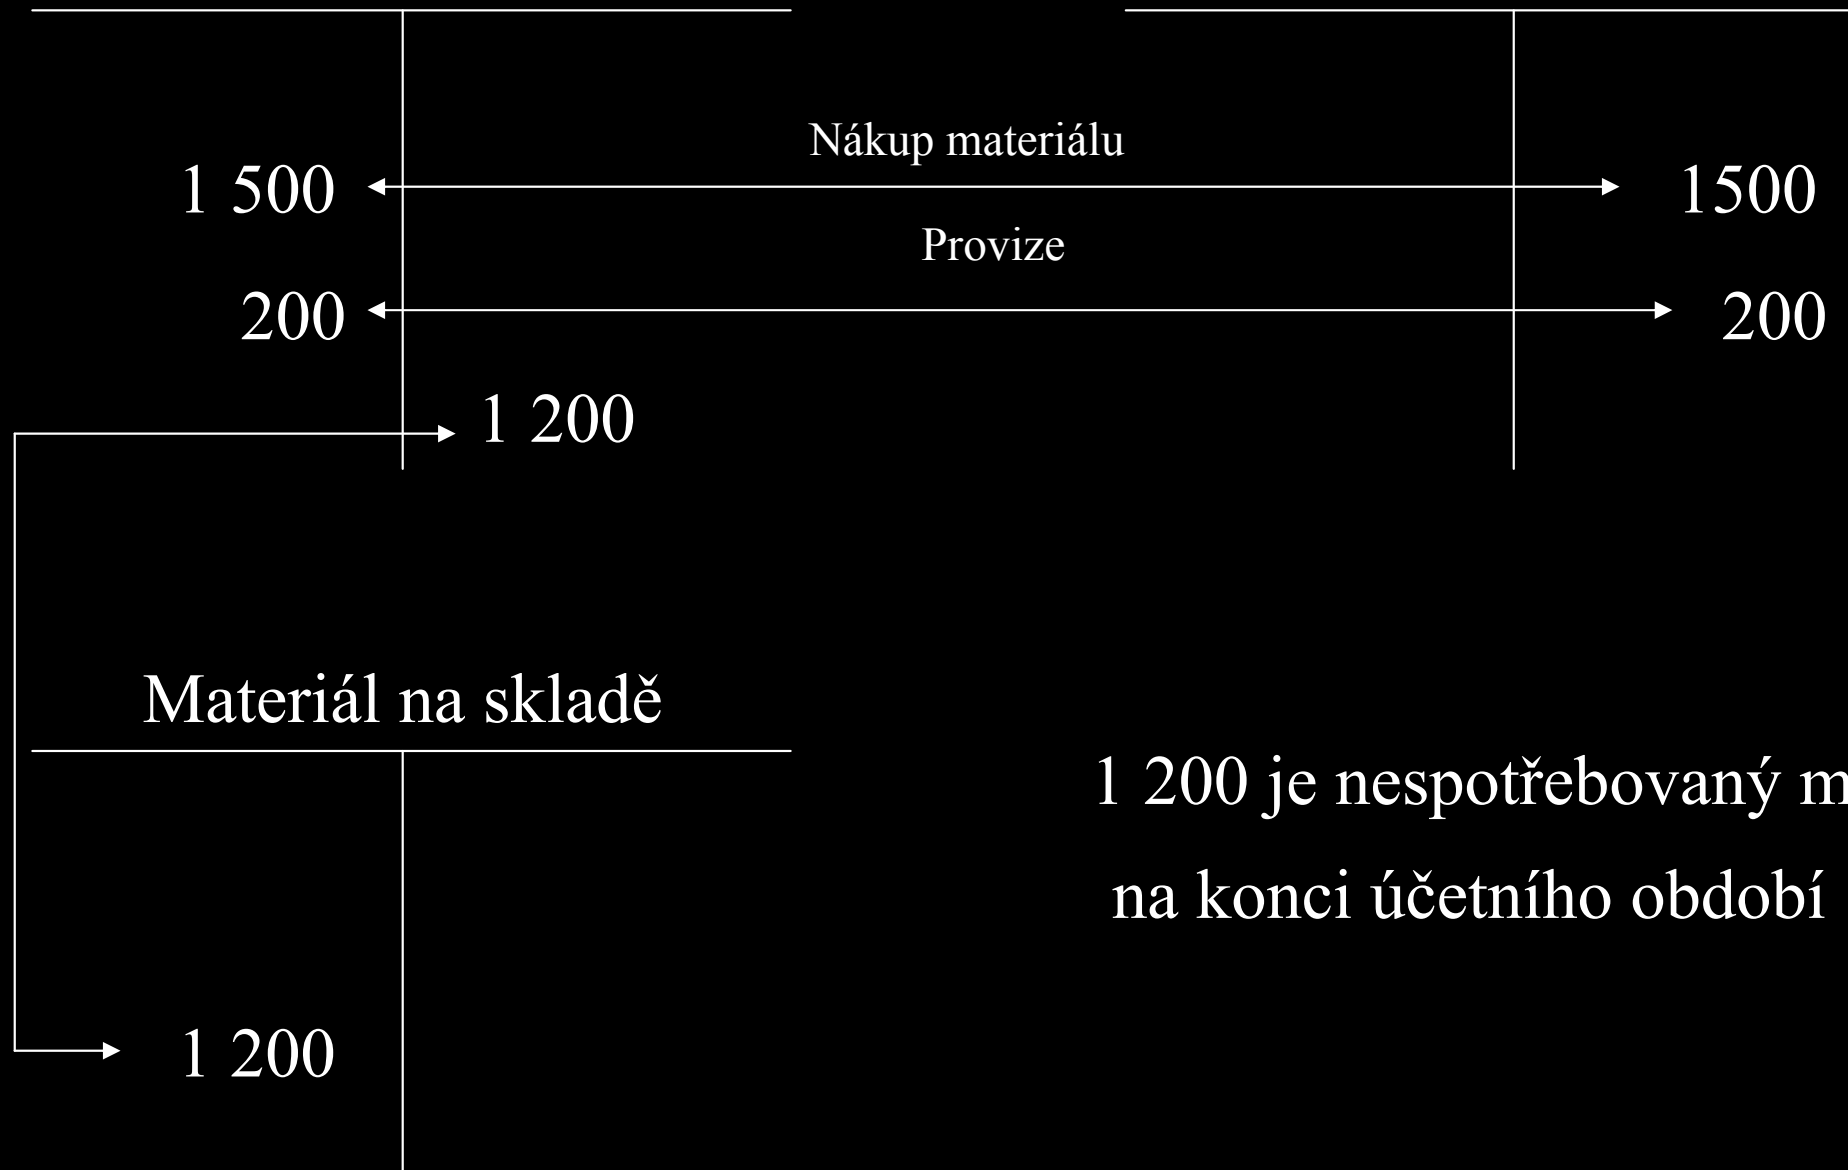 Nákup materiálu
1 500
1500
Provize
200
200
1 200
Materiál na skladě
1 200 je nespotřebovaný
na konci účetního období
1 200